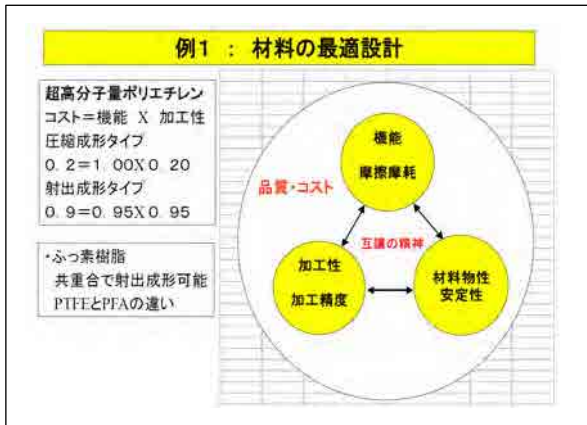 例1 : 材料の最適設計
超高分子量ポリエチレン
コスト=機能 X 加工性
圧縮成形タイプ
0.2=1.00X0.20
射出成形タイプ
0.9=0.95X0.95
・ふっ素樹脂
共重合で射出成形可能
PTFEとPFAの違い
機能
摩擦摩耗
品質・コスト
互譲の精神
加工性
加工精度
材料物性
安定性